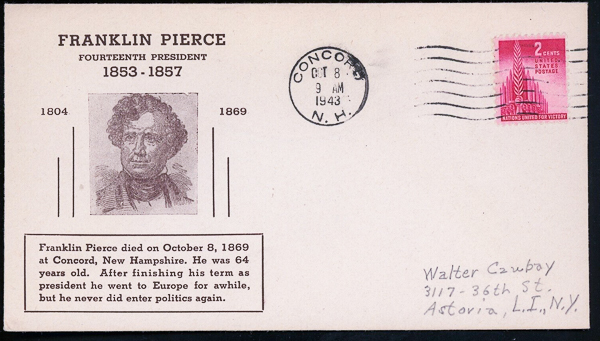 FRANKLIN PIERCE
FOURTEENTH PRESIDENT
1853 - 1857
1804
1869
Franklin Pierce died on October 8, 1869
at Concord, New Hampshire. He was 64
years old. After finishing his term as
president he went to Europe for awhile,
but he never did enter politics again.
CONCORD
OCT 8
9 AM
1943
N. H.
2 CENTS
UNITED
STATES
POSTAGE
NATIONS UNITED FOR VICTORY
Walter Cowboy
3117-36th St.
Astoria, L.I., N.Y.